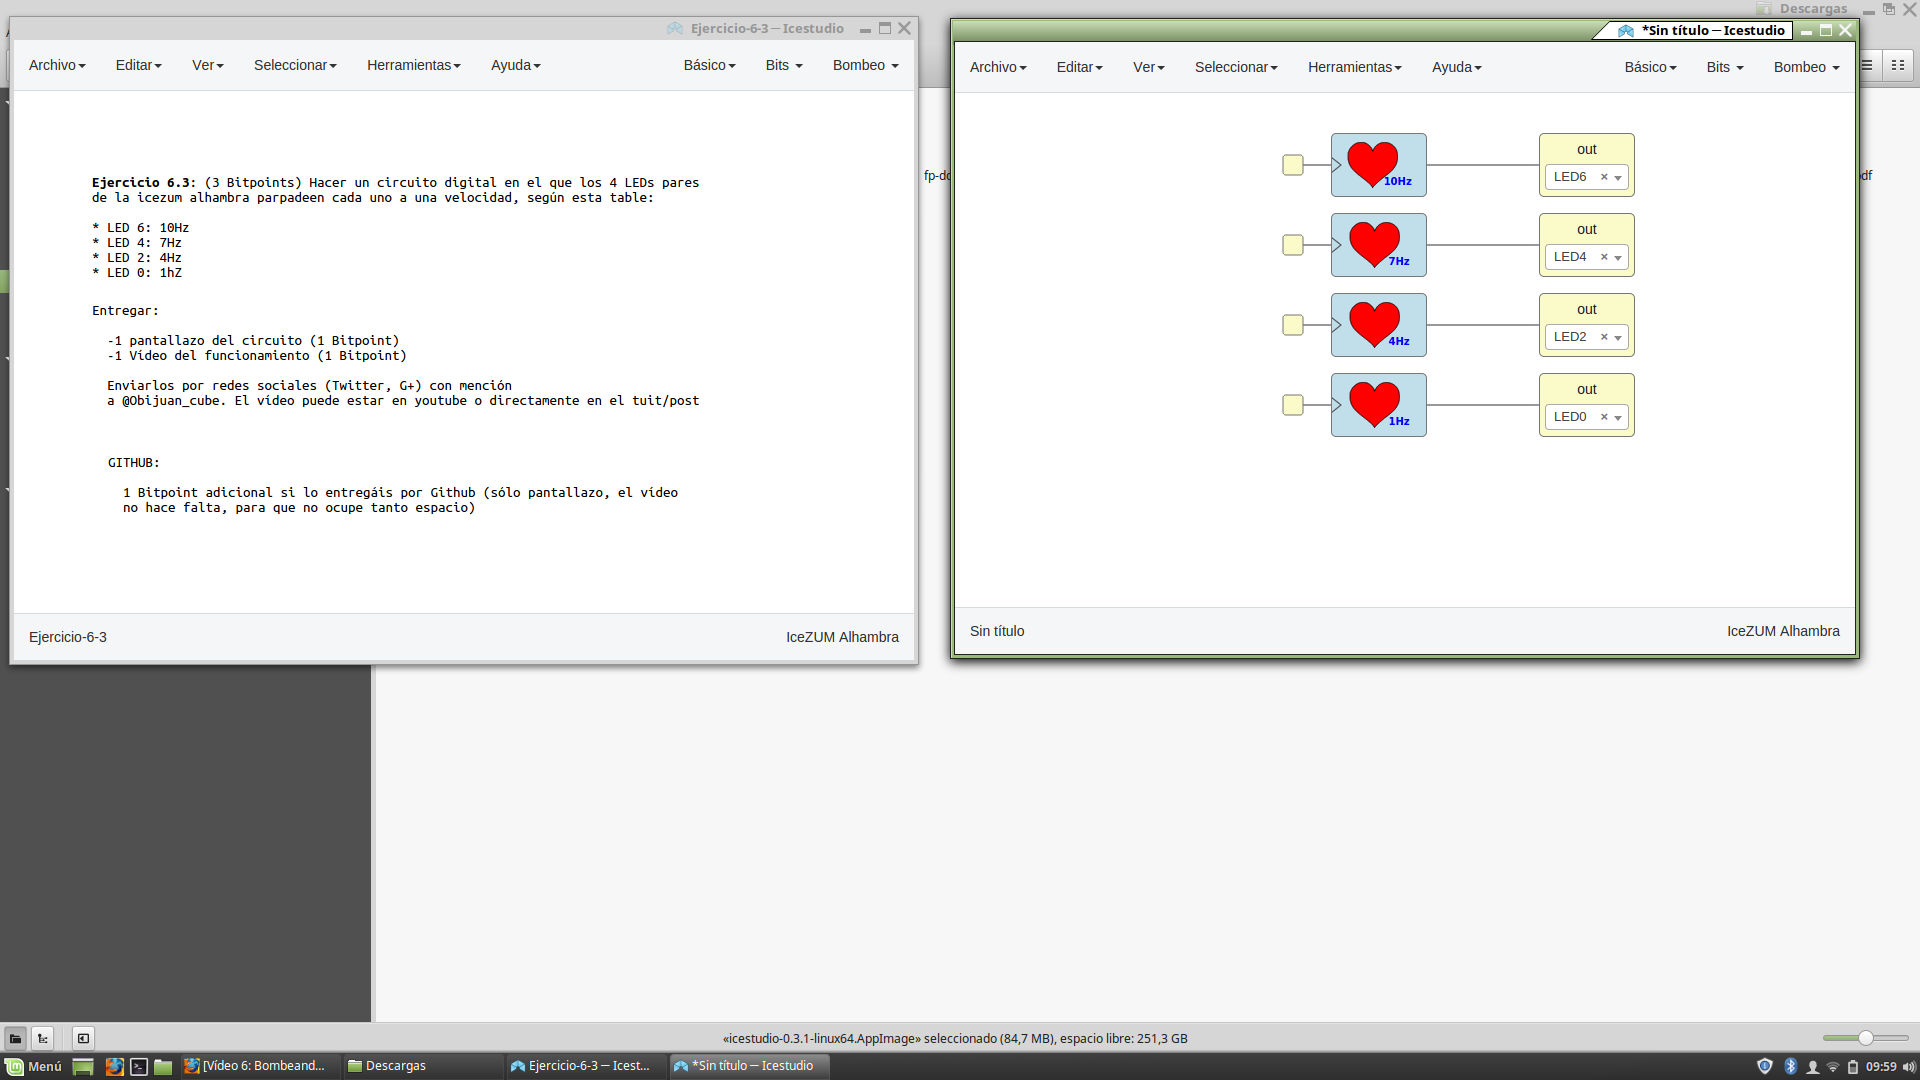 Descargas
Ejercicio-6-3 — Icestudio
Archivo Editar Ver Seleccionar Herramientas Ayuda Básico Bits Bombeo
Ejercicio 6.3: (3 Bitpoints) Hacer un circuito digital en el que los 4 LEDs pares
de la icezum alhambra parpadeen cada uno a una velocidad, según esta table:
* LED 6: 10Hz
* LED 4: 7Hz
* LED 2: 4Hz
* LED 0: 1hZ
Entregar:
-1 pantallazo del circuito (1 Bitpoint)
-1 Vídeo del funcionamiento (1 Bitpoint)
Enviarlos por redes sociales (Twitter, G+) con mención
a @Obijuan_cube. El vídeo puede estar en youtube o directamente en el tuit/post
GITHUB:
1 Bitpoint adicional si lo entregáis por Github (sólo pantallazo, el vídeo
no hace falta, para que no ocupe tanto espacio)
Ejercicio-6-3
IceZUM Alhambra
*Sin título — Icestudio
Archivo Editar Ver Seleccionar Herramientas Ayuda Básico Bits Bombeo
10Hz
out
LED6
7Hz
out
LED4
4Hz
out
LED2
1Hz
out
LED0
Sin título
IceZUM Alhambra
«icestudio-0.3.1-linux64.AppImage» seleccionado (84,7 MB), espacio libre: 251,3 GB
Menú
[Vídeo 6: Bombeand...
Descargas
Ejercicio-6-3 — Icest...
*Sin título — Icestudio
09:59